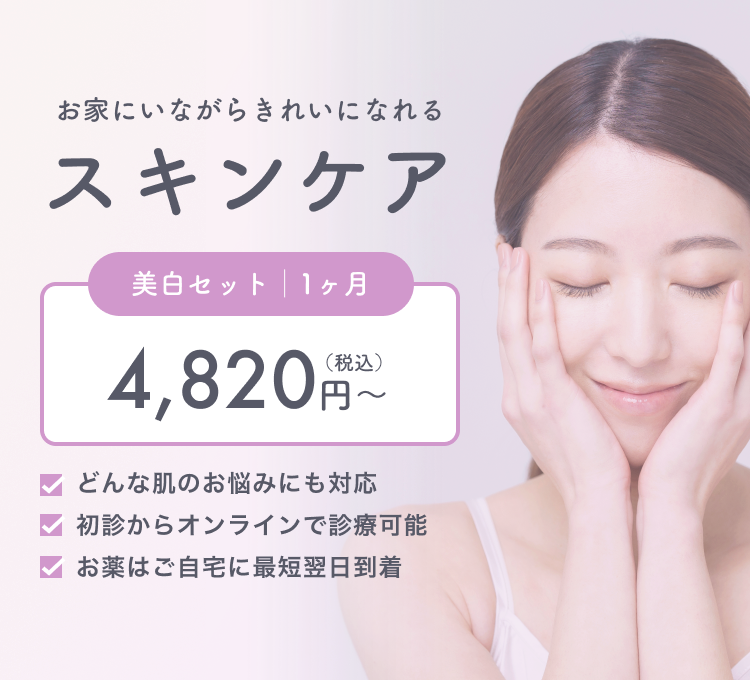 お家にいながらきれいになれる
スキンケア
美白セット｜1ヶ月
4,820円～（税込）
どんな肌のお悩みにも対応
初診からオンラインで診療可能
お薬はご自宅に最短翌日到着